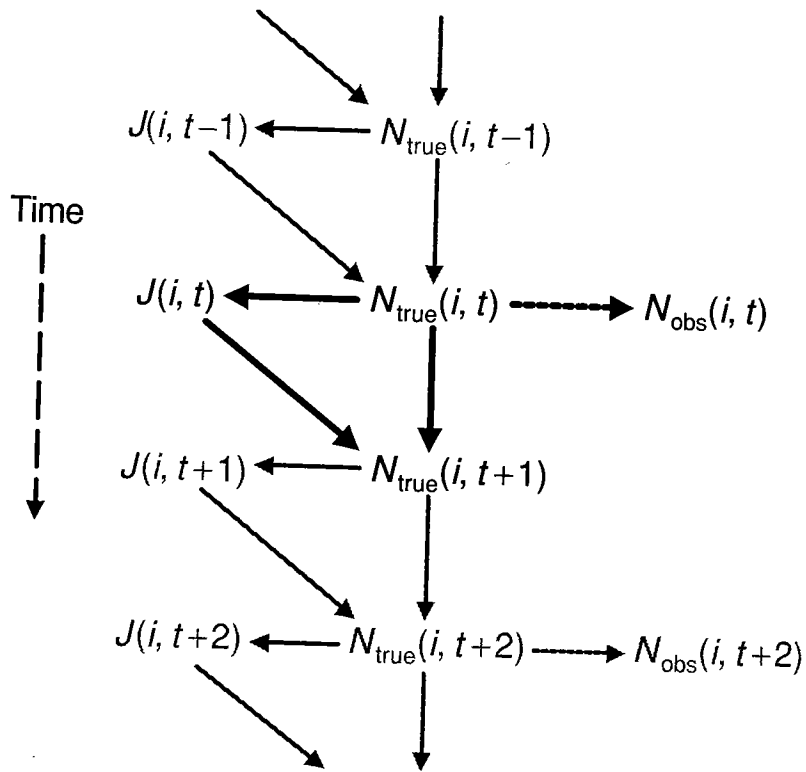 J(i, t−1) N_true(i, t−1)
Time
J(i, t) N_true(i, t) N_obs(i, t)
J(i, t+1) N_true(i, t+1)
J(i, t+2) N_true(i, t+2) N_obs(i, t+2)